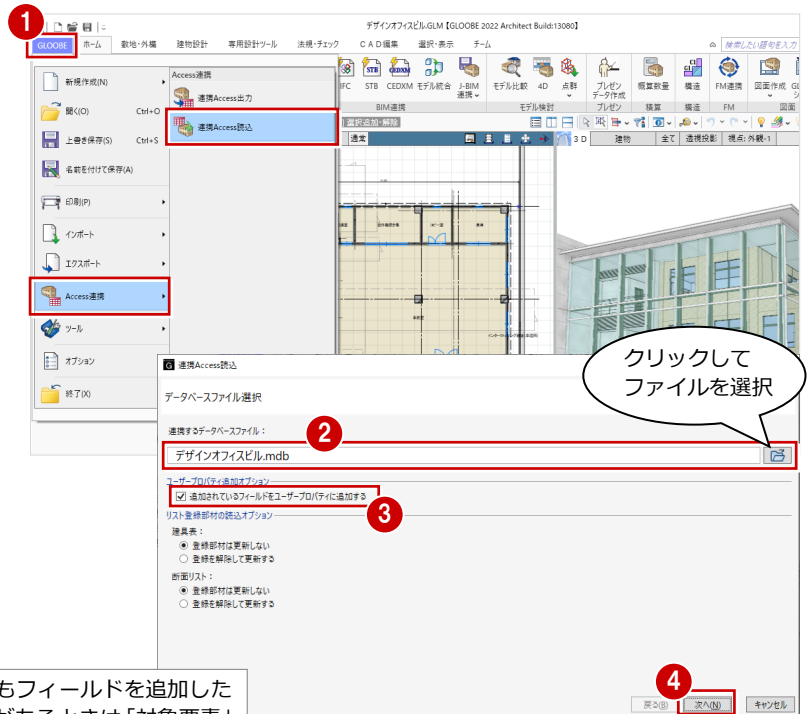 1
デザインオフィスビル.GLM【GLOOBE 2022 Architect Build:13080】
GLOOBE ホーム 敷地・外構 建物設計 専用設計ツール 法規・チェック CAD編集 選択・表示 チーム 検索したい語句を入力
IFC STB CEDXM モデル統合 J-BIM連携 モデル比較 4D 点群 プレゼンデータ作成 概算数量 構造 FM連携 図面作成
BIM連携 モデル検討 プレゼン 積算 構造 FM 図面
選択追加・解除
通常 3D 建物 全て 透視投影 視点:外観-1
新規作成(N)
開く(O) Ctrl+O
上書き保存(S) Ctrl+S
名前を付けて保存(A)
印刷(P)
インポート
エクスポート
Access連携
ツール
オプション
終了(X)
Access連携
連携Access出力
連携Access読込
クリックして
ファイルを選択
連携Access読込
データベースファイル選択
連携するデータベースファイル:
2
デザインオフィスビル.mdb
ユーザープロパティ追加オプション
追加されているフィールドをユーザープロパティに追加する
3
リスト登録部材の読込オプション
建具表:
登録部材は更新しない
登録を解除して更新する
断面リスト:
登録部材は更新しない
登録を解除して更新する
4
戻る(B) 次へ(N) キャンセル
もフィールドを追加した
があるときは「対象要素」